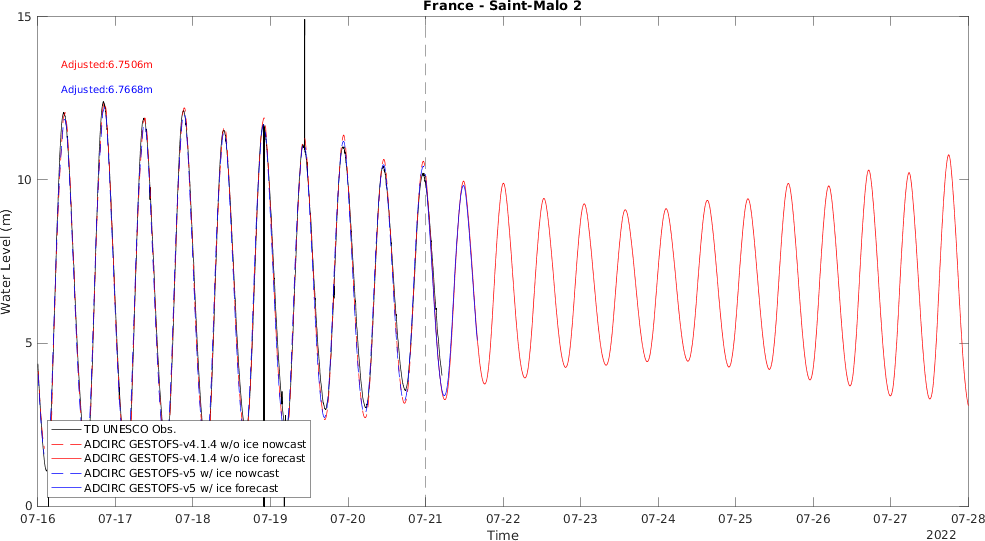 France - Saint-Malo 2
15
Adjusted:6.7506m
Adjusted:6.7668m
10
Water Level (m)
5
TD UNESCO Obs.
ADCIRC GESTOFS-v4.1.4 w/o ice nowcast
ADCIRC GESTOFS-v4.1.4 w/o ice forecast
ADCIRC GESTOFS-v5 w/ ice nowcast
ADCIRC GESTOFS-v5 w/ ice forecast
0
07-16 07-17 07-18 07-19 07-20 07-21 07-22 07-23 07-24 07-25 07-26 07-27 07-28
Time
2022